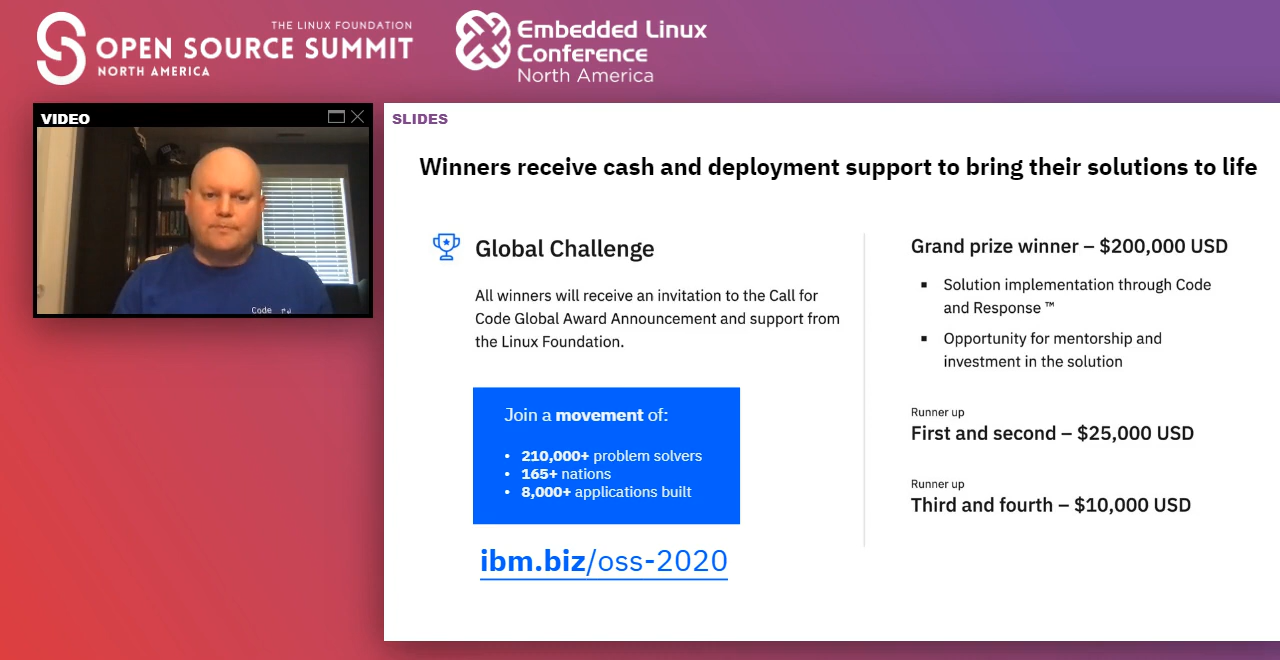 THE LINUX FOUNDATION
OPEN SOURCE SUMMIT
NORTH AMERICA
Embedded Linux
Conference
North America
VIDEO
Code
SLIDES
Winners receive cash and deployment support to bring their solutions to life
Global Challenge
All winners will receive an invitation to the Call for
Code Global Award Announcement and support from
the Linux Foundation.
Join a movement of:
• 210,000+ problem solvers
• 165+ nations
• 8,000+ applications built
ibm.biz/oss-2020
Grand prize winner – $200,000 USD
▪ Solution implementation through Code
and Response ™
▪ Opportunity for mentorship and
investment in the solution
Runner up
First and second – $25,000 USD
Runner up
Third and fourth – $10,000 USD